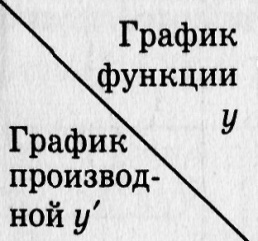 График
функции
y
График
производ-
ной y′